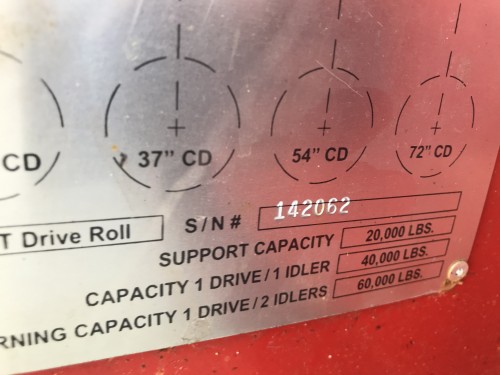 CD 37" CD 54" CD 72" CD
T Drive Roll S/N # 142062
SUPPORT CAPACITY 20,000 LBS.
CAPACITY 1 DRIVE/1 IDLER 40,000 LBS.
RNING CAPACITY 1 DRIVE/2 IDLERS 60,000 LBS.